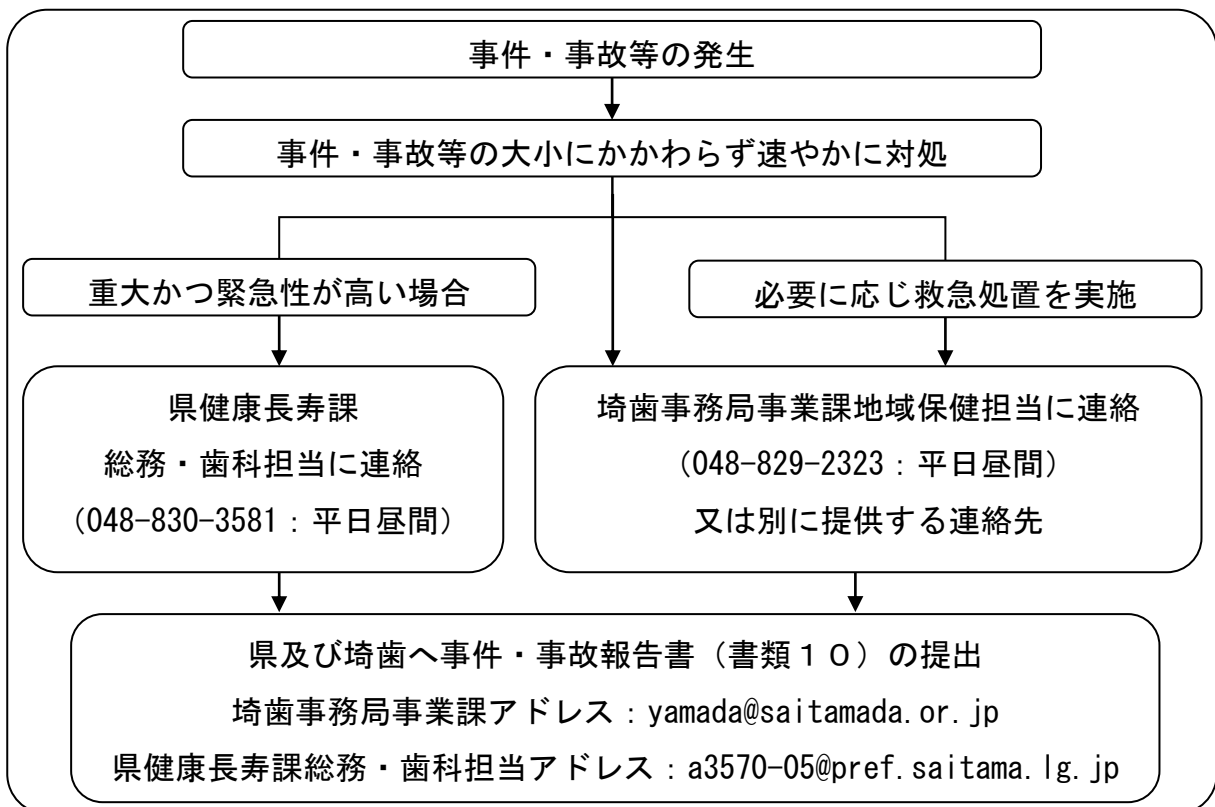 事件・事故等の発生
事件・事故等の大小にかかわらず速やかに対処
重大かつ緊急性が高い場合
必要に応じ救急処置を実施
県健康長寿課
総務・歯科担当に連絡
（048-830-3581：平日昼間）
埼歯事務局事業課地域保健担当に連絡
（048-829-2323：平日昼間）
又は別に提供する連絡先
県及び埼歯へ事件・事故報告書（書類１０）の提出
埼歯事務局事業課アドレス：yamada@saitamada.or.jp
県健康長寿課総務・歯科担当アドレス：a3570-05@pref.saitama.lg.jp